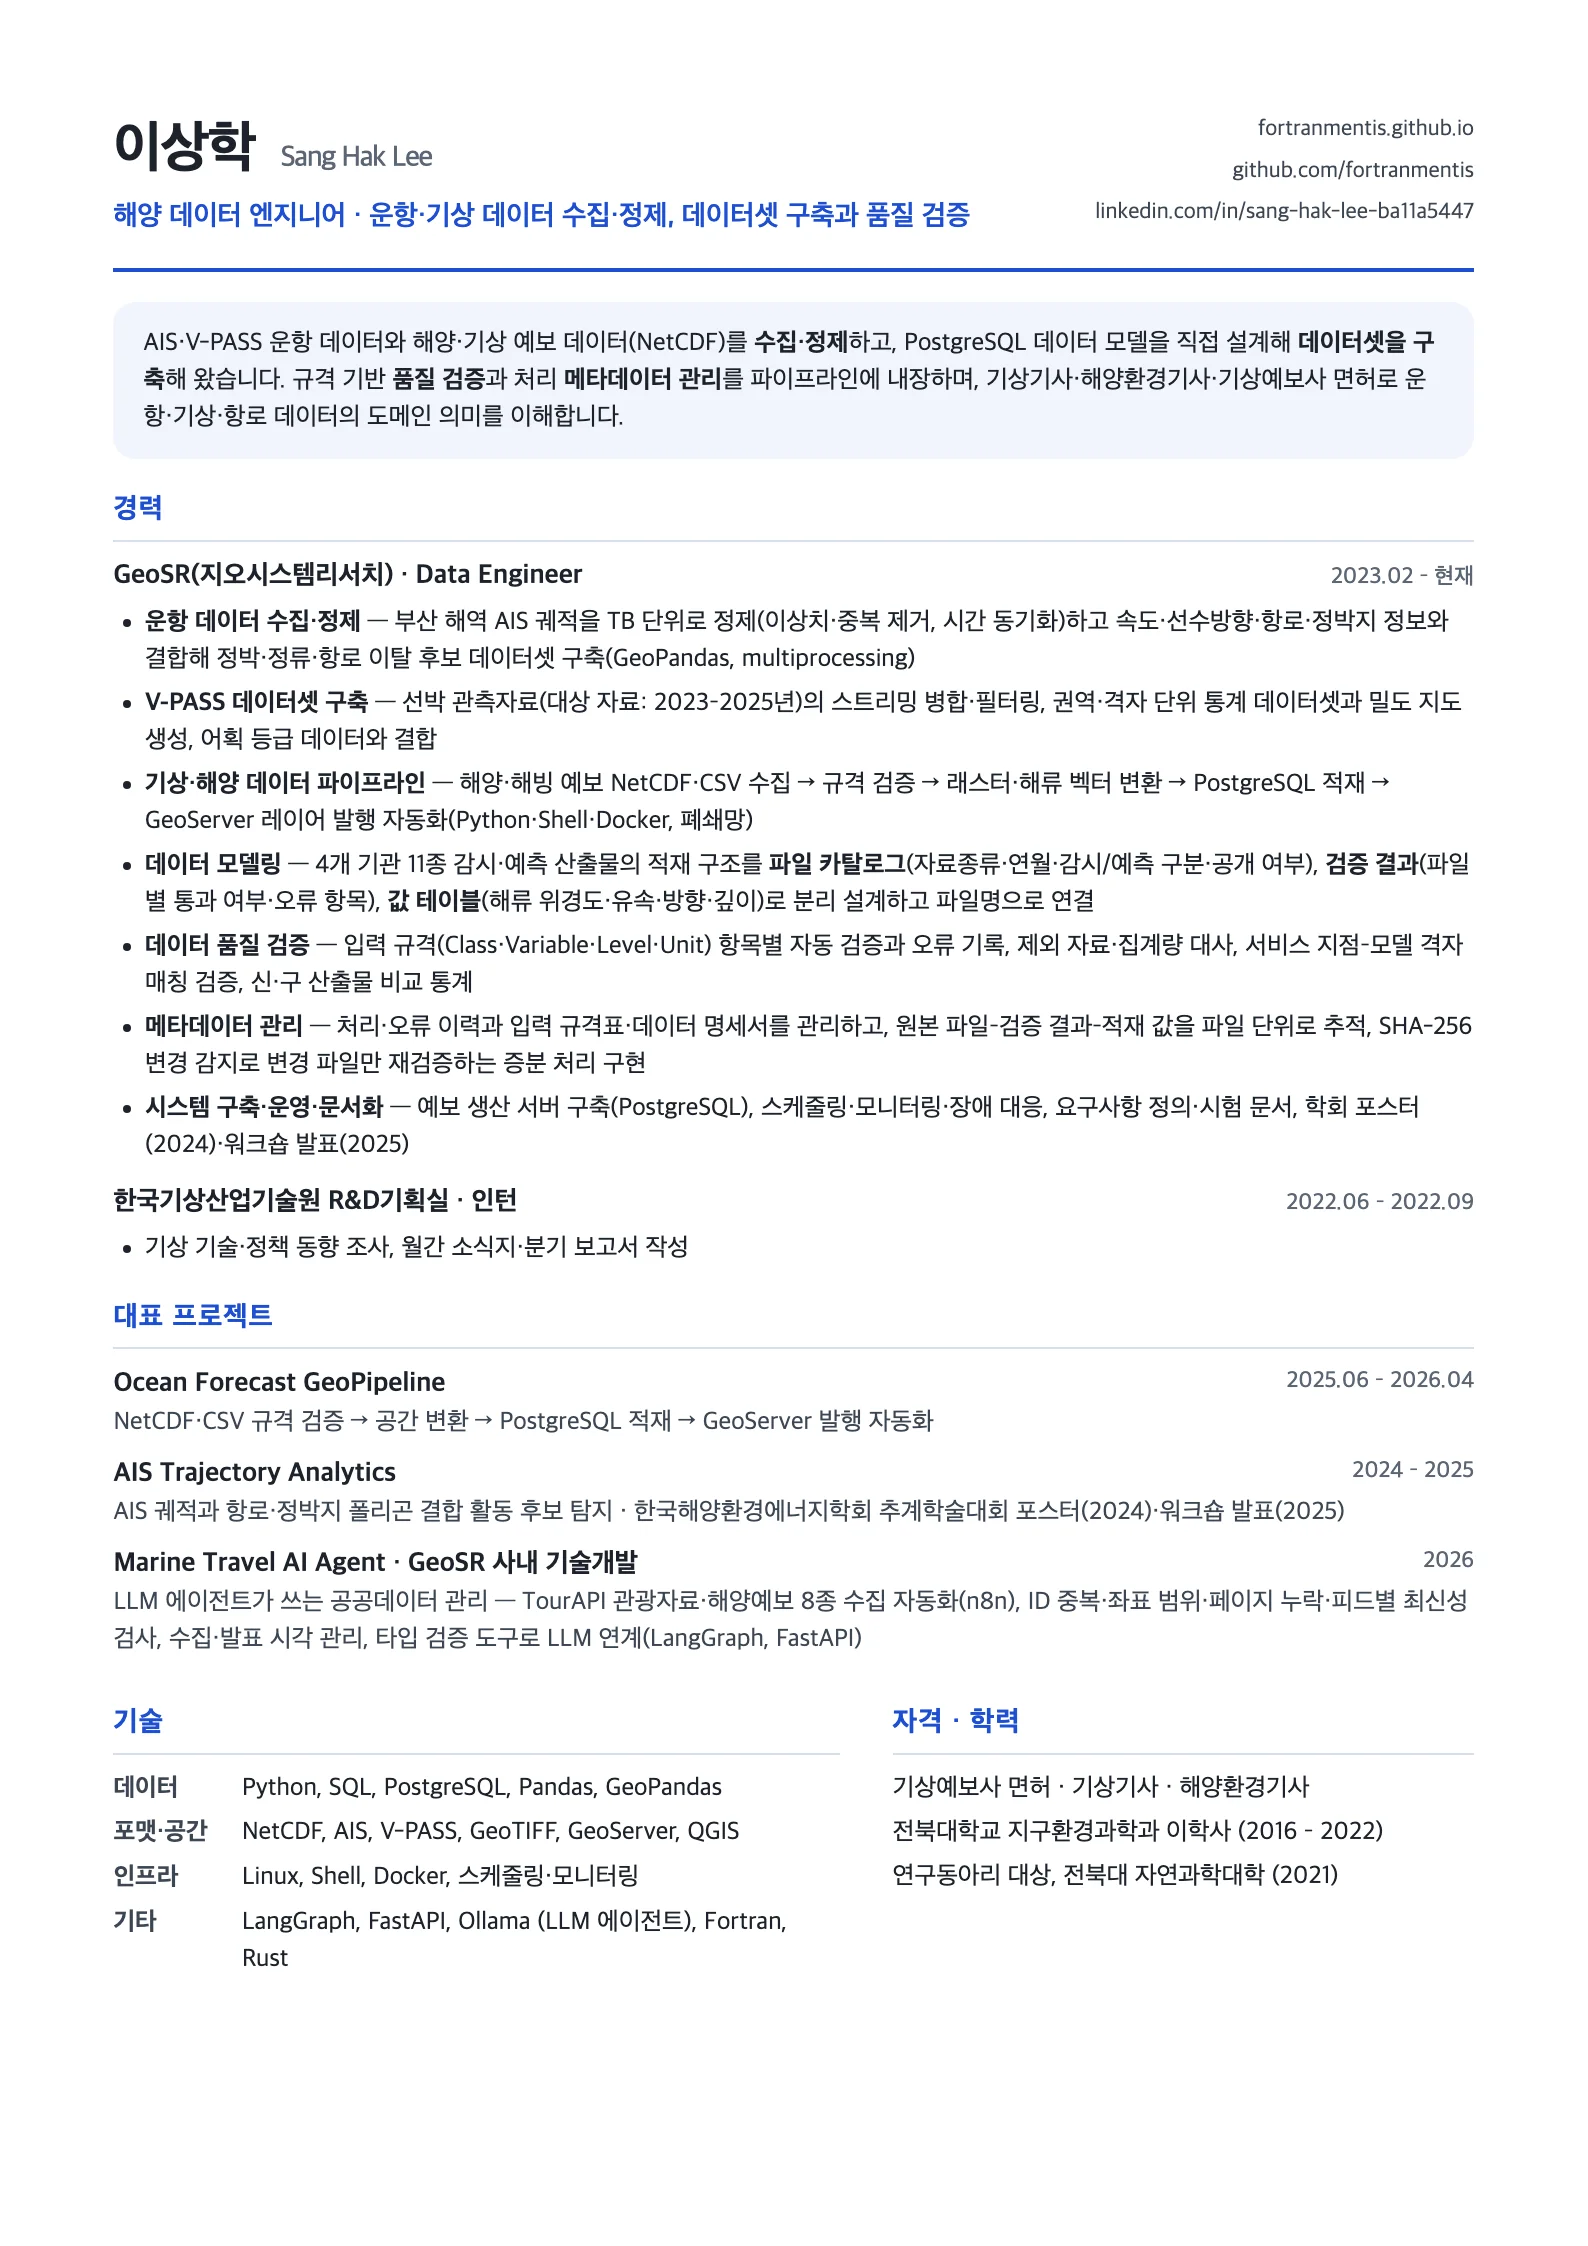 이상학 Sang Hak Lee
해양 데이터 엔지니어 · 운항·기상 데이터 수집·정제, 데이터셋 구축과 품질 검증
fortranmentis.github.io
github.com/fortranmentis
linkedin.com/in/sang-hak-lee-ba11a5447
AIS·V-PASS 운항 데이터와 해양·기상 예보 데이터(NetCDF)를 수집·정제하고, PostgreSQL 데이터 모델을 직접 설계해 데이터셋을 구
축해 왔습니다. 규격 기반 품질 검증과 처리 메타데이터 관리를 파이프라인에 내장하며, 기상기사·해양환경기사·기상예보사 면허로 운
항·기상·항로 데이터의 도메인 의미를 이해합니다.
경력
GeoSR(지오시스템리서치) · Data Engineer 2023.02 - 현재
• 운항 데이터 수집·정제 — 부산 해역 AIS 궤적을 TB 단위로 정제(이상치·중복 제거, 시간 동기화)하고 속도·선수방향·항로·정박지 정보와
결합해 정박·정류·항로 이탈 후보 데이터셋 구축(GeoPandas, multiprocessing)
• V-PASS 데이터셋 구축 — 선박 관측자료(대상 자료: 2023-2025년)의 스트리밍 병합·필터링, 권역·격자 단위 통계 데이터셋과 밀도 지도
생성, 어획 등급 데이터와 결합
• 기상·해양 데이터 파이프라인 — 해양·해빙 예보 NetCDF·CSV 수집 → 규격 검증 → 래스터·해류 벡터 변환 → PostgreSQL 적재 →
GeoServer 레이어 발행 자동화(Python·Shell·Docker, 폐쇄망)
• 데이터 모델링 — 4개 기관 11종 감시·예측 산출물의 적재 구조를 파일 카탈로그(자료종류·연월·감시/예측 구분·공개 여부), 검증 결과(파일
별 통과 여부·오류 항목), 값 테이블(해류 위경도·유속·방향·깊이)로 분리 설계하고 파일명으로 연결
• 데이터 품질 검증 — 입력 규격(Class·Variable·Level·Unit) 항목별 자동 검증과 오류 기록, 제외 자료·집계량 대사, 서비스 지점-모델 격자
매칭 검증, 신·구 산출물 비교 통계
• 메타데이터 관리 — 처리·오류 이력과 입력 규격표·데이터 명세서를 관리하고, 원본 파일-검증 결과-적재 값을 파일 단위로 추적, SHA-256
변경 감지로 변경 파일만 재검증하는 증분 처리 구현
• 시스템 구축·운영·문서화 — 예보 생산 서버 구축(PostgreSQL), 스케줄링·모니터링·장애 대응, 요구사항 정의·시험 문서, 학회 포스터
(2024)·워크숍 발표(2025)
한국기상산업기술원 R&D기획실 · 인턴 2022.06 - 2022.09
• 기상 기술·정책 동향 조사, 월간 소식지·분기 보고서 작성
대표 프로젝트
Ocean Forecast GeoPipeline 2025.06 - 2026.04
NetCDF·CSV 규격 검증 → 공간 변환 → PostgreSQL 적재 → GeoServer 발행 자동화
AIS Trajectory Analytics 2024 - 2025
AIS 궤적과 항로·정박지 폴리곤 결합 활동 후보 탐지 · 한국해양환경에너지학회 추계학술대회 포스터(2024)·워크숍 발표(2025)
Marine Travel AI Agent · GeoSR 사내 기술개발 2026
LLM 에이전트가 쓰는 공공데이터 관리 — TourAPI 관광자료·해양예보 8종 수집 자동화(n8n), ID 중복·좌표 범위·페이지 누락·피드별 최신성
검사, 수집·발표 시각 관리, 타입 검증 도구로 LLM 연계(LangGraph, FastAPI)
기술
데이터 Python, SQL, PostgreSQL, Pandas, GeoPandas
포맷·공간 NetCDF, AIS, V-PASS, GeoTIFF, GeoServer, QGIS
인프라 Linux, Shell, Docker, 스케줄링·모니터링
기타 LangGraph, FastAPI, Ollama (LLM 에이전트), Fortran,
Rust
자격 · 학력
기상예보사 면허 · 기상기사 · 해양환경기사
전북대학교 지구환경과학과 이학사 (2016 - 2022)
연구동아리 대상, 전북대 자연과학대학 (2021)